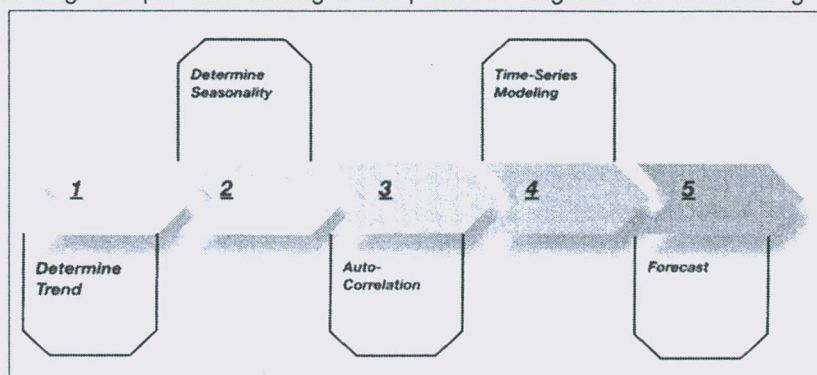 Determine
Seasonality
Time-Series
Modeling
1
2
3
4
5
Determine
Trend
Auto-
Correlation
Forecast